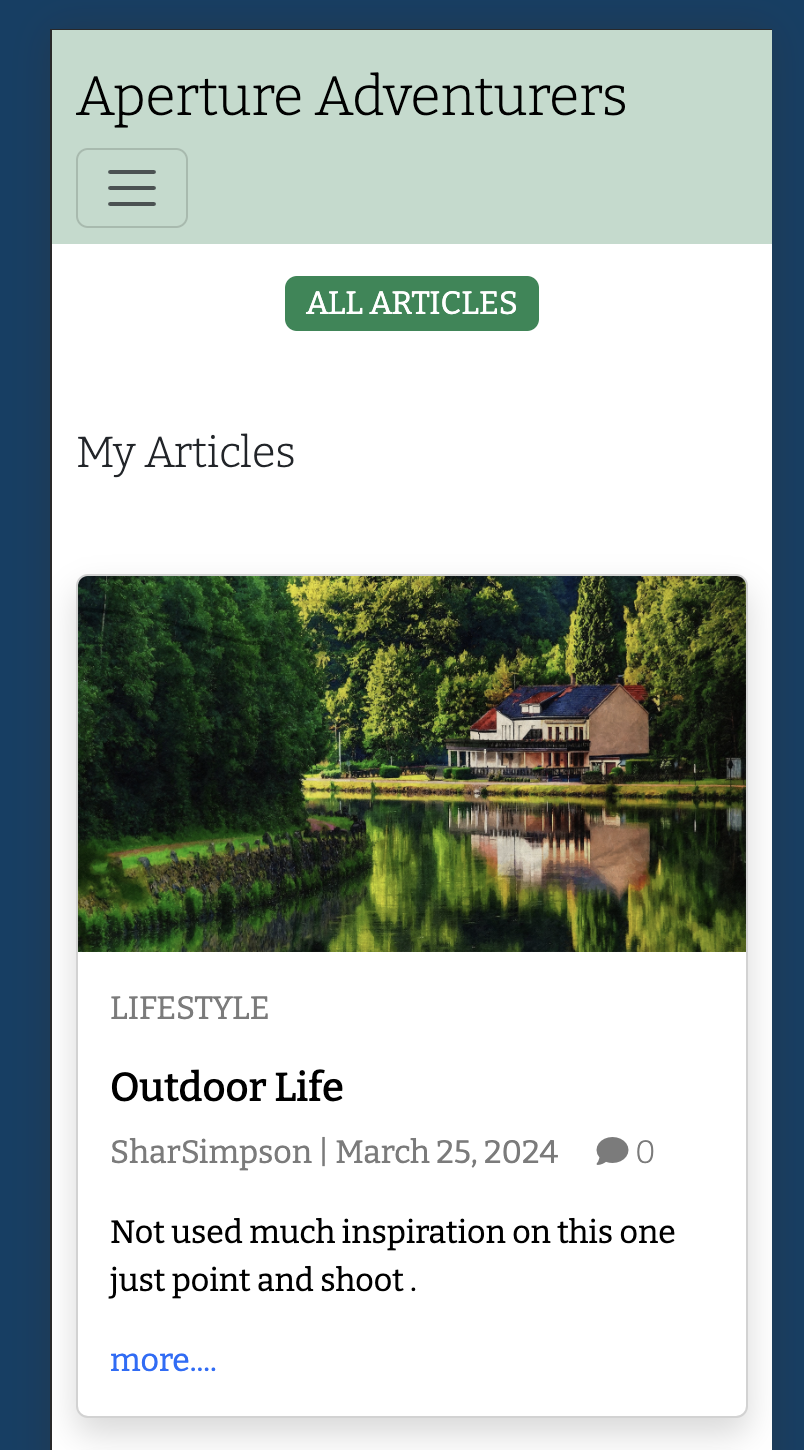 Aperture Adventurers
ALL ARTICLES
My Articles
LIFESTYLE
Outdoor Life
SharSimpson | March 25, 2024 0
Not used much inspiration on this one
just point and shoot .
more....